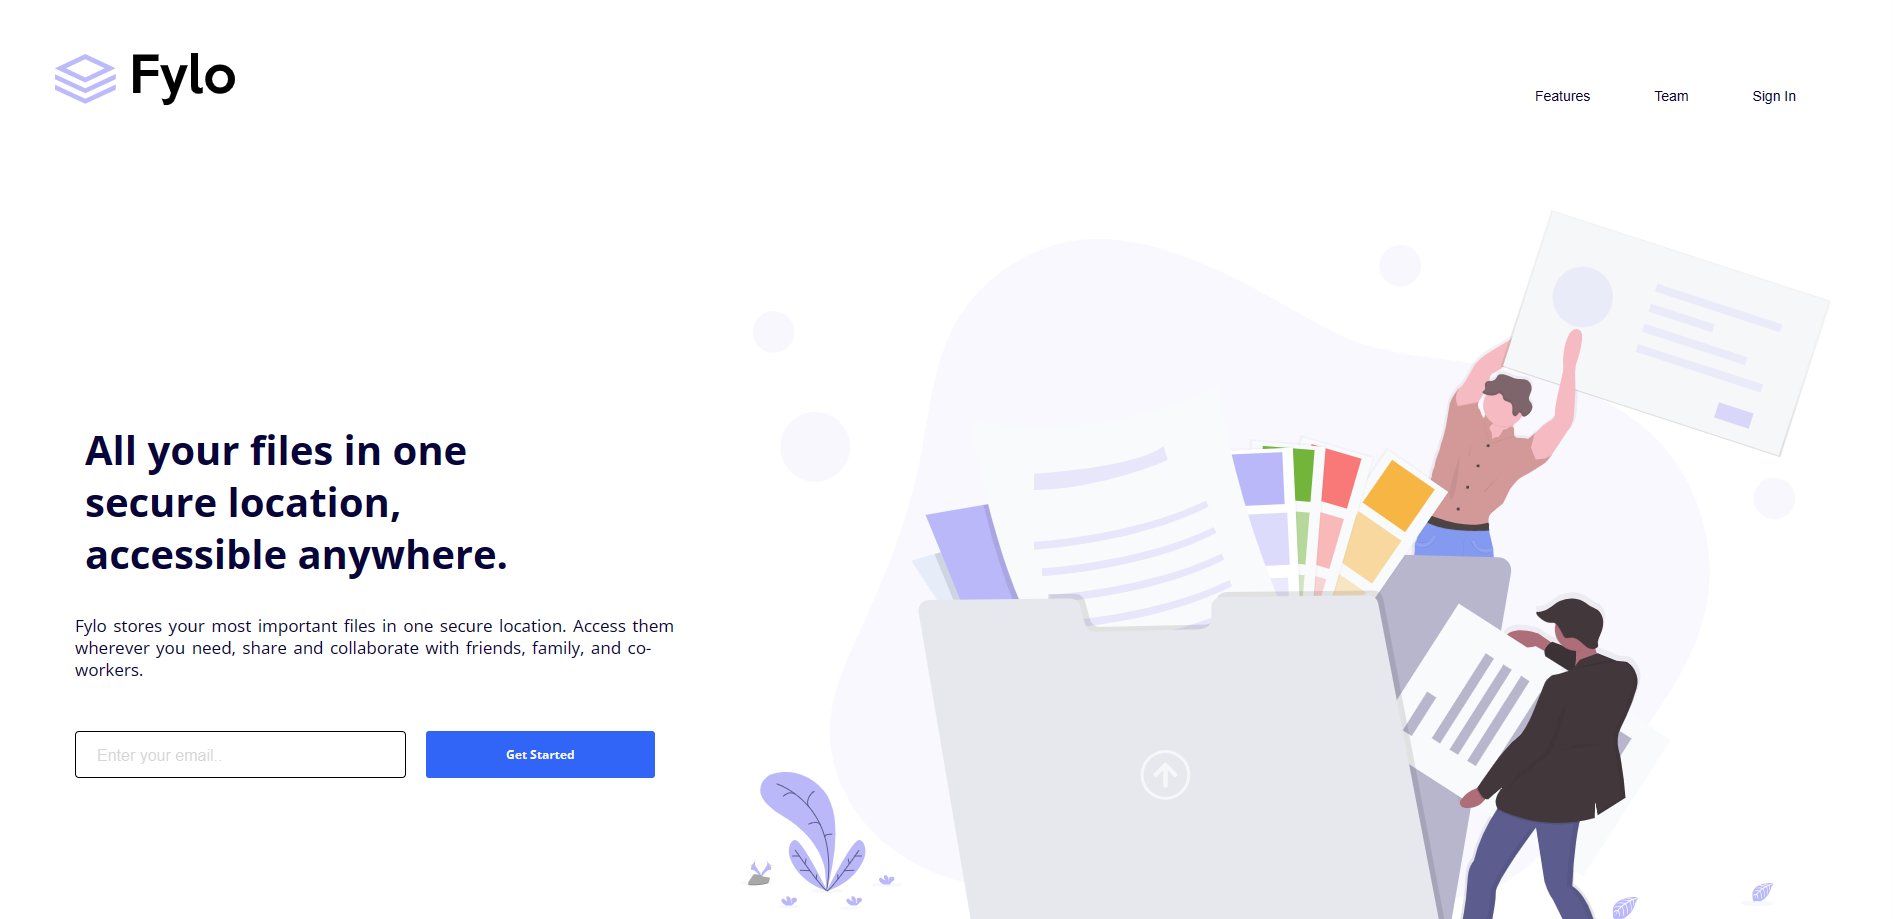 Fylo
Features
Team
Sign In
All your files in one
secure location,
accessible anywhere.
Fylo stores your most important files in one secure location. Access them
wherever you need, share and collaborate with friends, family, and co-
workers.
Enter your email..
Get Started